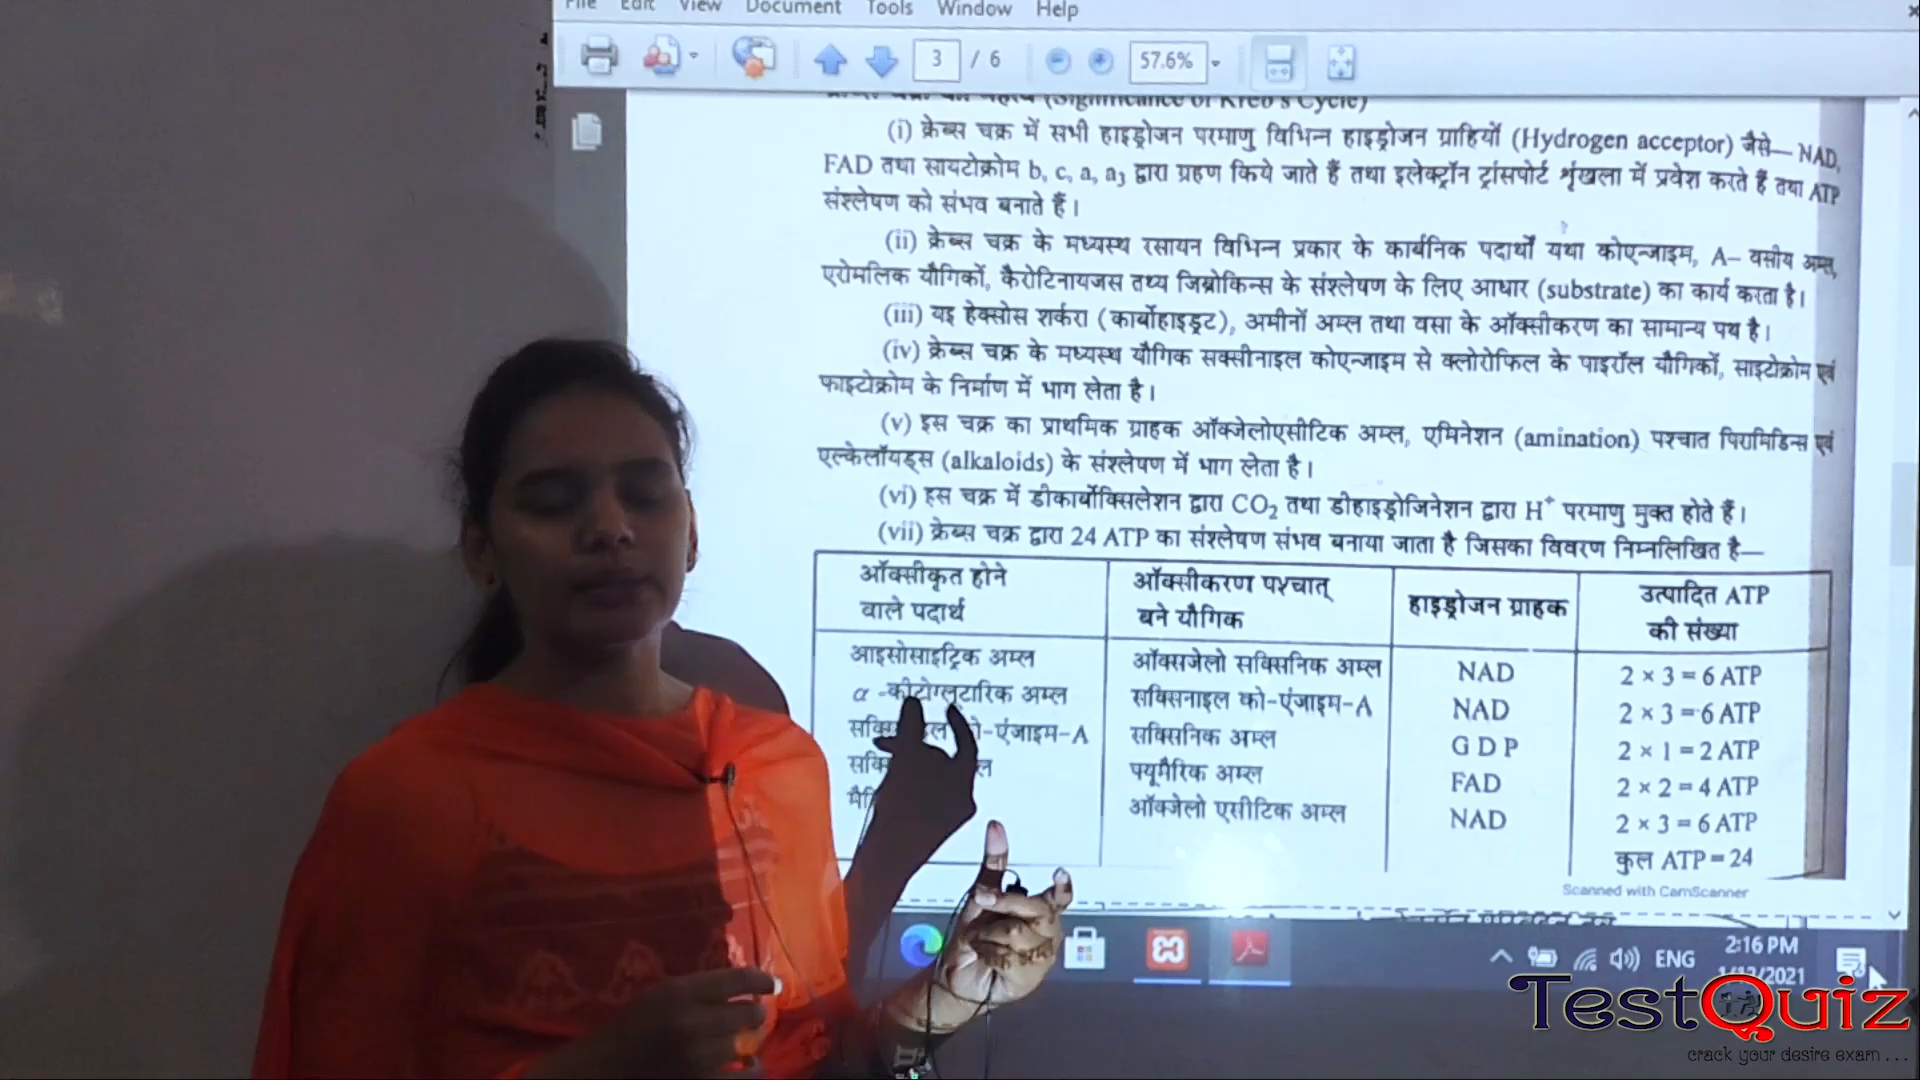 File Edit View Document Tools Window Help
3 / 6 57.6%
(Significance of Kreb's Cycle)
(i) क्रेब्स चक्र में सभी हाइड्रोजन परमाणु विभिन्न हाइड्रोजन ग्राहियों (Hydrogen acceptor) जैसे— NAD,
FAD तथा सायटोक्रोम b, c, a, a3 द्वारा ग्रहण किये जाते हैं तथा इलेक्ट्रॉन ट्रांसपोर्ट शृंखला में प्रवेश करते हैं तथा ATP
संश्लेषण को संभव बनाते हैं।
(ii) क्रेब्स चक्र के मध्यस्थ रसायन विभिन्न प्रकार के कार्बनिक पदार्थों यथा कोएन्जाइम, A– वसीय अम्ल,
एरोमलिक यौगिकों, कैरोटिनायजस तथ्य जिब्रोकिन्स के संश्लेषण के लिए आधार (substrate) का कार्य करता है।
(iii) यइ हेक्सोस शर्करा (कार्बोहाइड्रट), अमीनों अम्ल तथा वसा के ऑक्सीकरण का सामान्य पथ है।
(iv) क्रेब्स चक्र के मध्यस्थ यौगिक सक्सीनाइल कोएन्जाइम से क्लोरोफिल के पाइरॉल यौगिकों, साइटोक्रोम एवं
फाइटोक्रोम के निर्माण में भाग लेता है।
(v) इस चक्र का प्राथमिक ग्राहक ऑक्जेलोएसीटिक अम्ल, एमिनेशन (amination) पश्चात पिरामिडिन्स एवं
एल्केलॉयड्स (alkaloids) के संश्लेषण में भाग लेता है।
(vi) इस चक्र में डीकार्बोक्सिलेशन द्वारा CO2 तथा डीहाइड्रोजिनेशन द्वारा H+ परमाणु मुक्त होते हैं।
(vii) क्रेब्स चक्र द्वारा 24 ATP का संश्लेषण संभव बनाया जाता है जिसका विवरण निम्नलिखित है—
ऑक्सीकृत होने ऑक्सीकरण पश्चात् हाइड्रोजन ग्राहक उत्पादित ATP
वाले पदार्थ बने यौगिक की संख्या
आइसोसाइट्रिक अम्ल ऑक्सजेलो सक्सिनिक अम्ल NAD 2 × 3 = 6 ATP
α -कीटोग्लूटारिक अम्ल सक्सिनाइल को-एंजाइम-A NAD 2 × 3 = 6 ATP
को-एंजाइम-A सक्सिनिक अम्ल G D P 2 × 1 = 2 ATP
फ्यूमैरिक अम्ल FAD 2 × 2 = 4 ATP
ऑक्जेलो एसीटिक अम्ल NAD 2 × 3 = 6 ATP
कुल ATP = 24
Scanned with CamScanner
ENG 2:16 PM
TestQuiz
crack your desire exam . . .